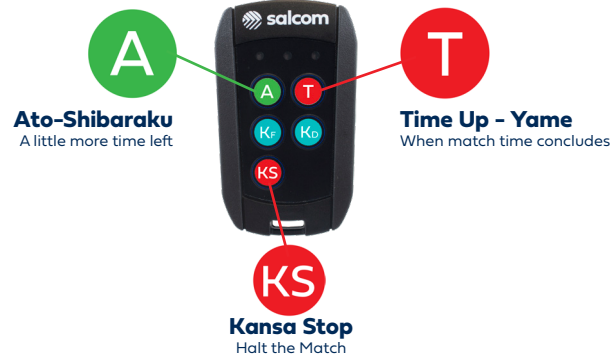 salcom
A
T
A
T
KF
KD
KS
Ato-Shibaraku
A little more time left
Time Up - Yame
When match time concludes
KS
Kansa Stop
Halt the Match